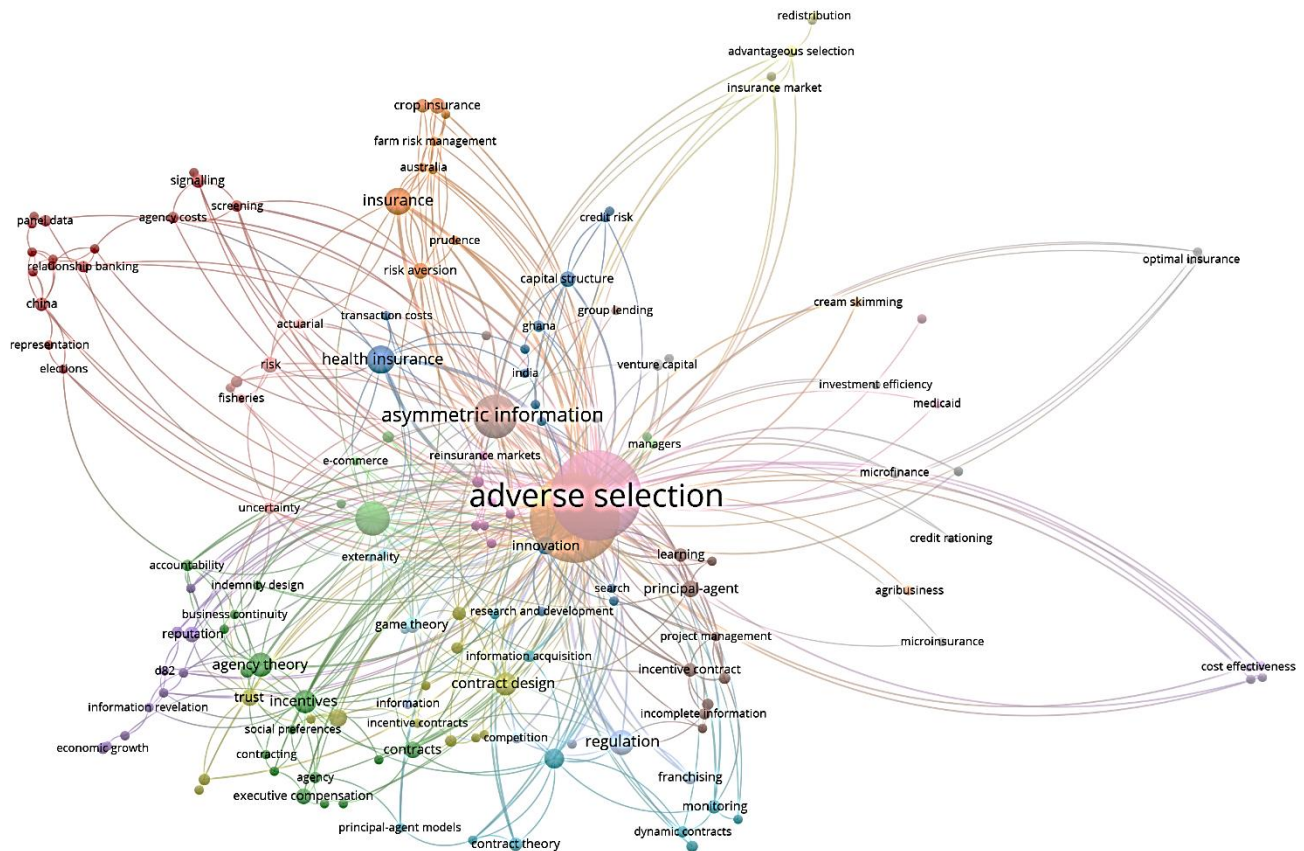 redistribution
advantageous selection
insurance market
crop insurance
farm risk management
australia
signalling
insurance
screening
agency costs
credit risk
panel data
prudence
optimal insurance
relationship banking
risk aversion
capital structure
china
cream skimming
group lending
transaction costs
actuarial
ghana
representation
health insurance
elections
risk
venture capital
india
investment efficiency
fisheries
medicaid
asymmetric information
managers
reinsurance markets
e-commerce
microfinance
adverse selection
uncertainty
credit rationing
innovation
externality
learning
accountability
indemnity design
search
principal-agent
agribusiness
business continuity
research and development
game theory
reputation
project management
microinsurance
information acquisition
agency theory
cost effectiveness
d82
incentive contract
contract design
trust
incentives
information
information revelation
incomplete information
incentive contracts
social preferences
competition
regulation
economic growth
contracts
contracting
agency
franchising
executive compensation
monitoring
principal-agent models
dynamic contracts
contract theory